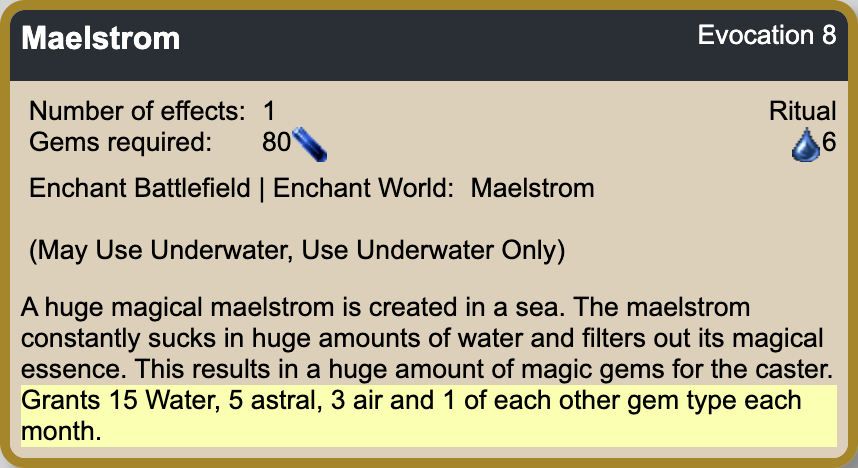 Maelstrom Evocation 8
Number of effects: 1 Ritual
Gems required: 80 6
Enchant Battlefield | Enchant World: Maelstrom
(May Use Underwater, Use Underwater Only)
A huge magical maelstrom is created in a sea. The maelstrom
constantly sucks in huge amounts of water and filters out its magical
essence. This results in a huge amount of magic gems for the caster.
Grants 15 Water, 5 astral, 3 air and 1 of each other gem type each
month.